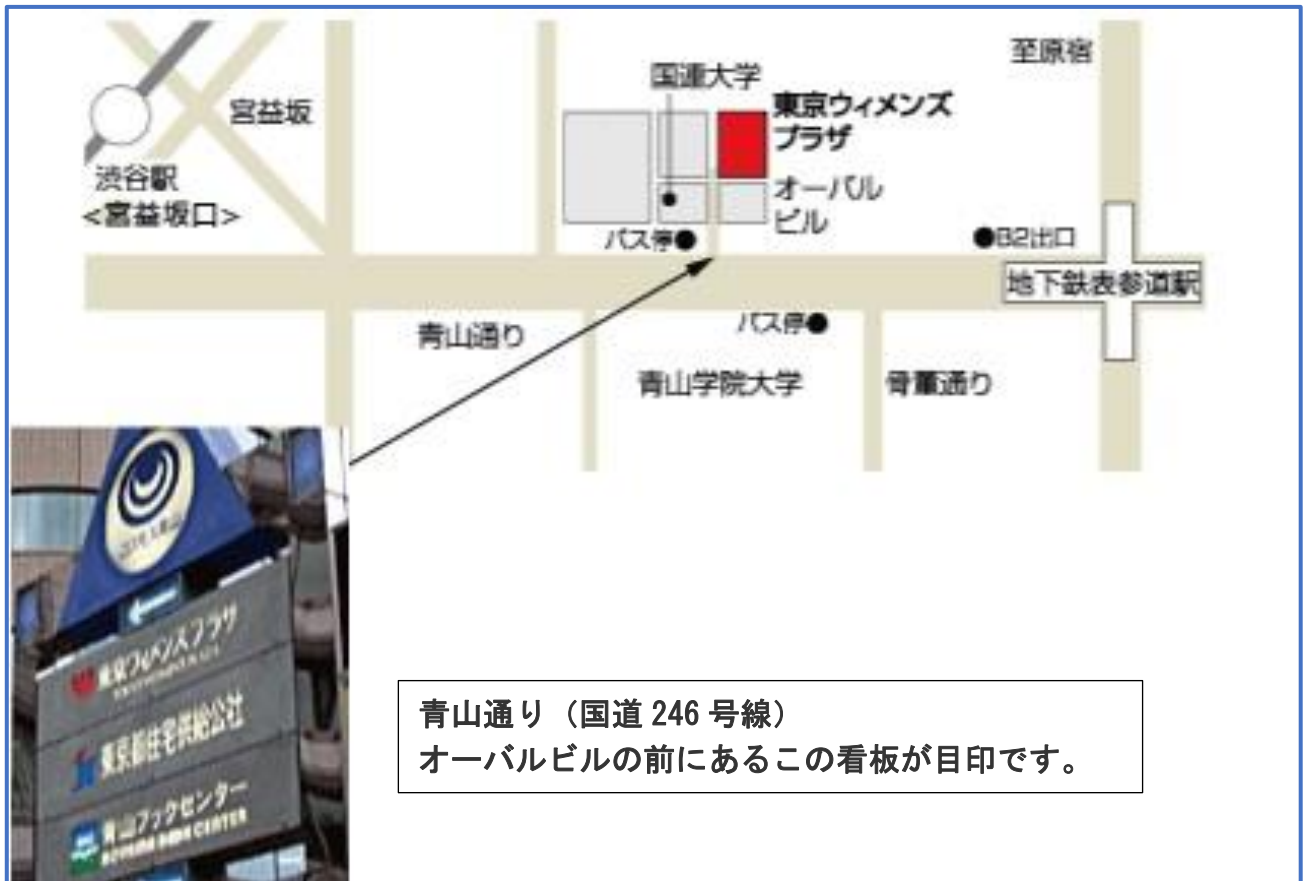 至原宿
国連大学
東京ウィメンズ
プラザ
宮益坂
渋谷駅
<宮益坂口>
オーバル
ビル
バス停
B2出口
地下鉄表参道駅
青山通り
バス停
青山学院大学
骨董通り
東京ウィメンズプラザ
東京都住宅供給公社
青山ブックセンター
AOYAMA BOOK CENTER
青山通り（国道 246 号線）
オーバルビルの前にあるこの看板が目印です。